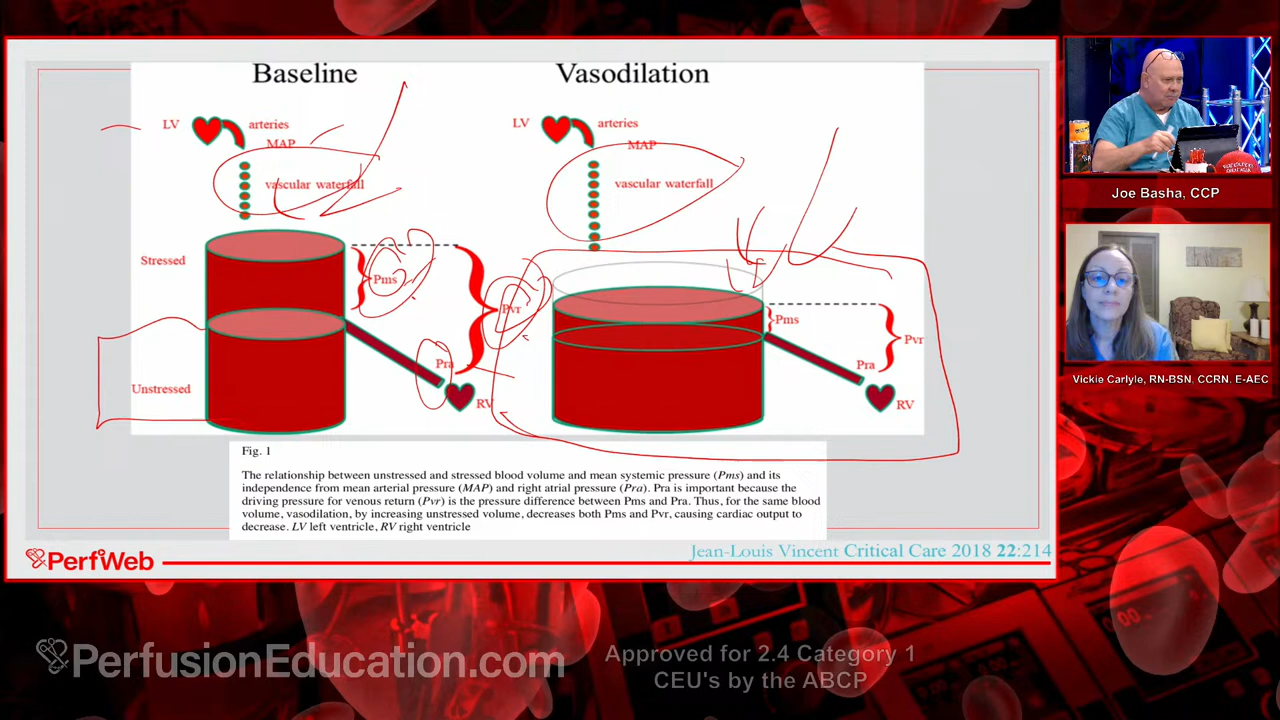 Baseline
Vasodilation
LV
arteries
MAP
vascular waterfall
Stressed
Pms
Pvr
Pra
Unstressed
RV
LV
arteries
MAP
vascular waterfall
Pms
Pvr
Pra
RV
Fig. 1
The relationship between unstressed and stressed blood volume and mean systemic pressure (Pms) and its
independence from mean arterial pressure (MAP) and right atrial pressure (Pra). Pra is important because the
driving pressure for venous return (Pvr) is the pressure difference between Pms and Pra. Thus, for the same blood
volume, vasodilation, by increasing unstressed volume, decreases both Pms and Pvr, causing cardiac output to
decrease. LV left ventricle, RV right ventricle
Jean-Louis Vincent Critical Care 2018 22:214
PerfWeb
Joe Basha, CCP
Vickie Carlyle, RN-BSN, CCRN, E-AEC
PerfusionEducation.com
Approved for 2.4 Category 1
CEU's by the ABCP